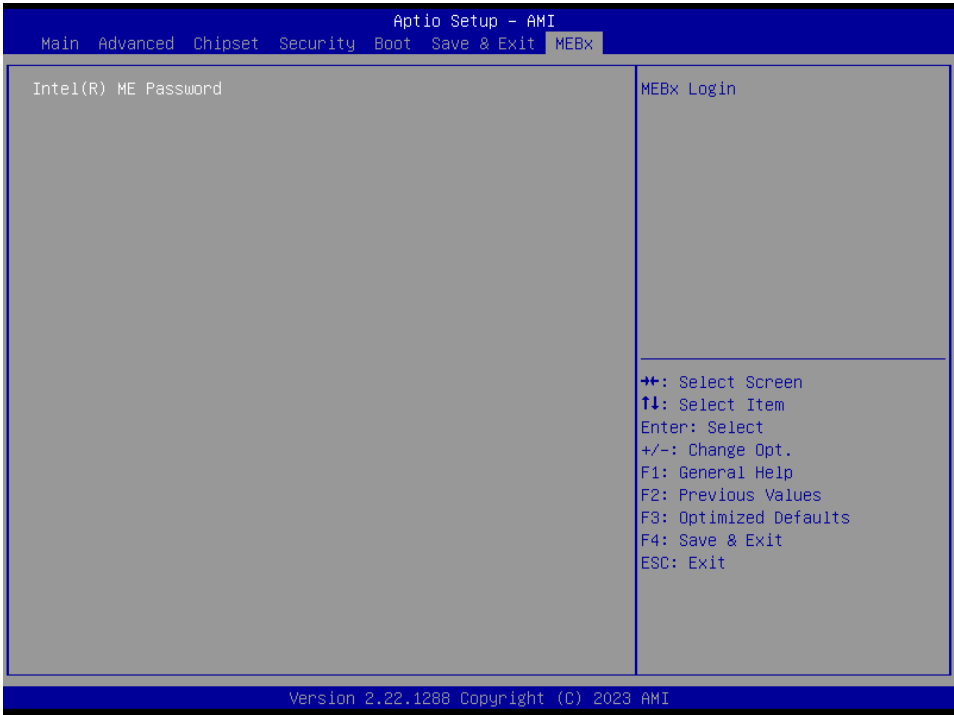 Aptio Setup – AMI
Main Advanced Chipset Security Boot Save & Exit MEBx
Intel(R) ME Password
MEBx Login
→←: Select Screen
↑↓: Select Item
Enter: Select
+/-: Change Opt.
F1: General Help
F2: Previous Values
F3: Optimized Defaults
F4: Save & Exit
ESC: Exit
Version 2.22.1288 Copyright (C) 2023 AMI